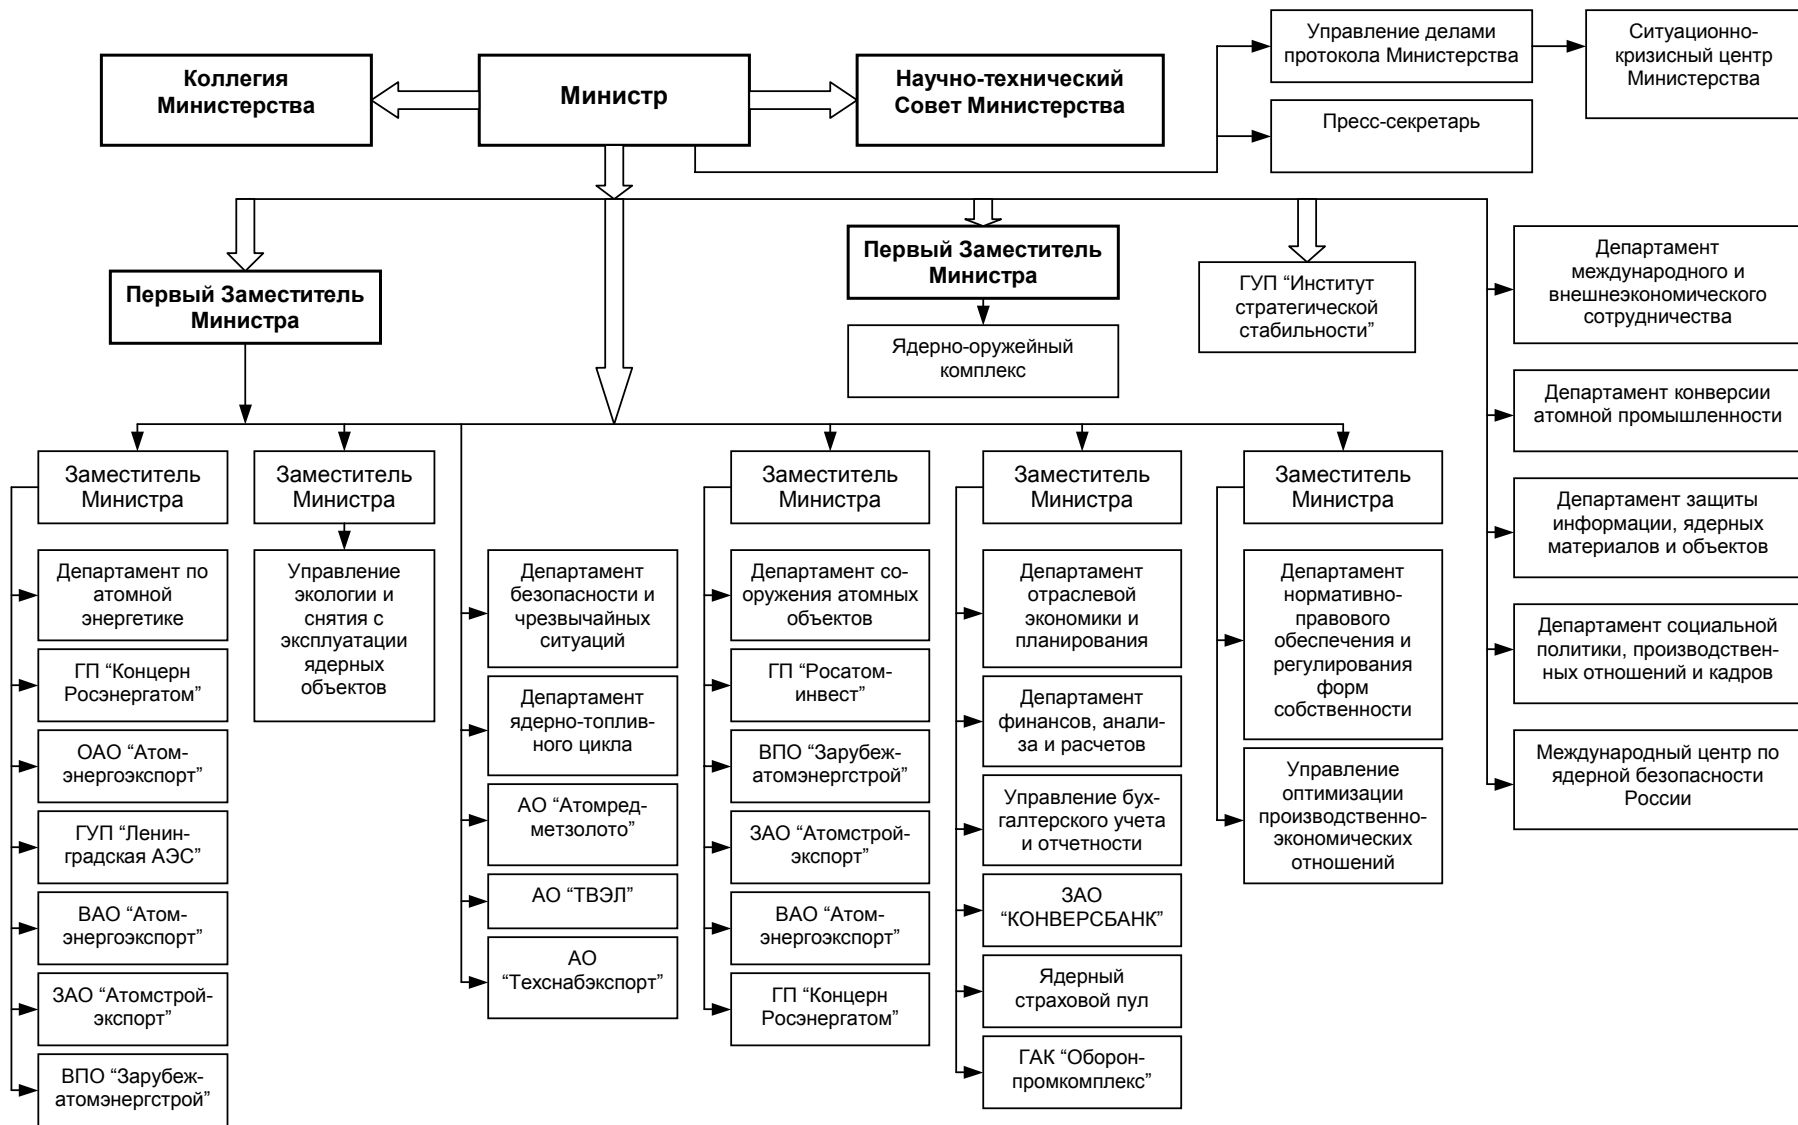 Коллегия
Министерства
Министр
Научно-технический
Совет Министерства
Управление делами
протокола Министерства
Ситуационно-
кризисный центр
Министерства
Пресс-секретарь
Первый Заместитель
Министра
Первый Заместитель
Министра
Ядерно-оружейный
комплекс
ГУП “Институт
стратегической
стабильности”
Департамент
международного и
внешнеэкономического
сотрудничества
Департамент конверсии
атомной промышленности
Департамент защиты
информации, ядерных
материалов и объектов
Департамент социальной
политики, производствен-
ных отношений и кадров
Международный центр по
ядерной безопасности
России
Заместитель
Министра
Департамент по
атомной
энергетике
ГП “Концерн
Росэнергатом”
ОАО “Атом-
энергоэкспорт”
ГУП “Ленин-
градская АЭС”
ВАО “Атом-
энергоэкспорт”
ЗАО “Атомстрой-
экспорт”
ВПО “Зарубеж-
атомэнергстрой”
Заместитель
Министра
Управление
экологии и
снятия с
эксплуатации
ядерных
объектов
Департамент
безопасности и
чрезвычайных
ситуаций
Департамент
ядерно-топлив-
ного цикла
АО “Атомред-
метзолото”
АО “ТВЭЛ”
АО
“Техснабэкспорт”
Заместитель
Министра
Департамент со-
оружения атомных
объектов
ГП “Росатом-
инвест”
ВПО “Зарубеж-
атомэнергстрой”
ЗАО “Атомстрой-
экспорт”
ВАО “Атом-
энергоэкспорт”
ГП “Концерн
Росэнергатом”
Заместитель
Министра
Департамент
отраслевой
экономики и
планирования
Департамент
финансов, анали-
за и расчетов
Управление бух-
галтерского учета
и отчетности
ЗАО
“КОНВЕРСБАНК”
Ядерный
страховой пул
ГАК “Оборон-
промкомплекс”
Заместитель
Министра
Департамент
нормативно-
правового
обеспечения и
регулирования
форм
собственности
Управление
оптимизации
производственно-
экономических
отношений